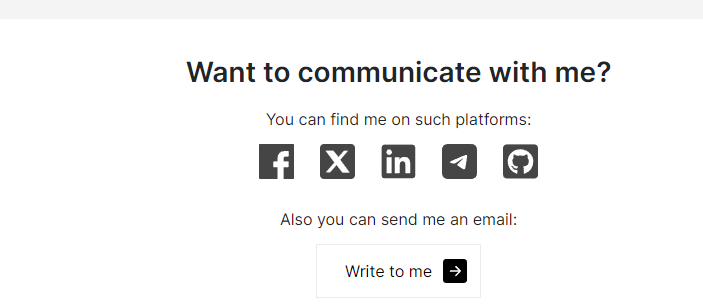 Want to communicate with me?
You can find me on such platforms:
Also you can send me an email:
Write to me